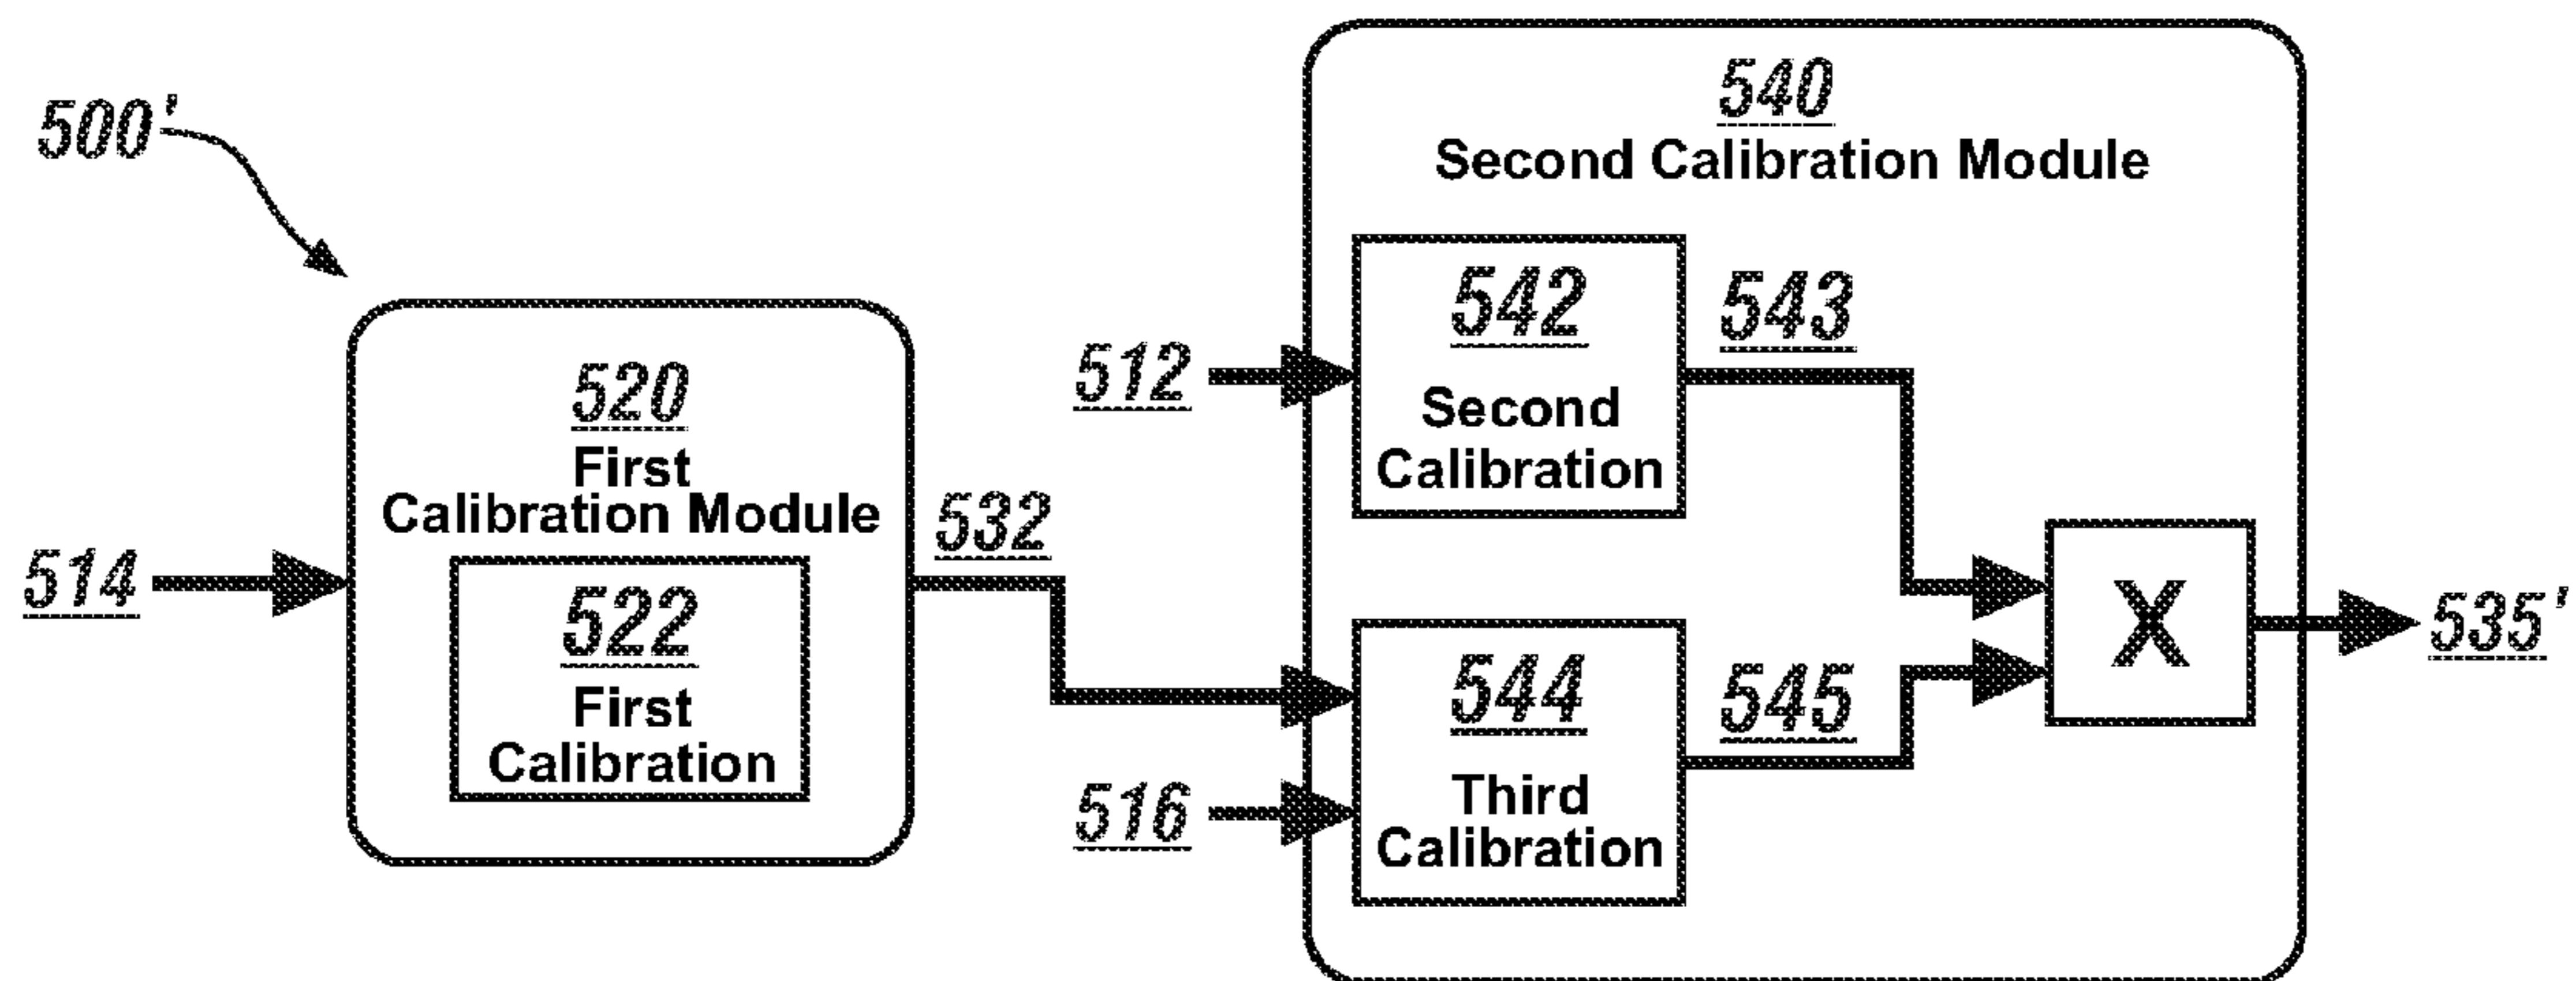 500'
514
520
First
Calibration Module
522
First
Calibration
532
512
516
540
Second Calibration Module
542
Second
Calibration
543
544
Third
Calibration
545
X
535'